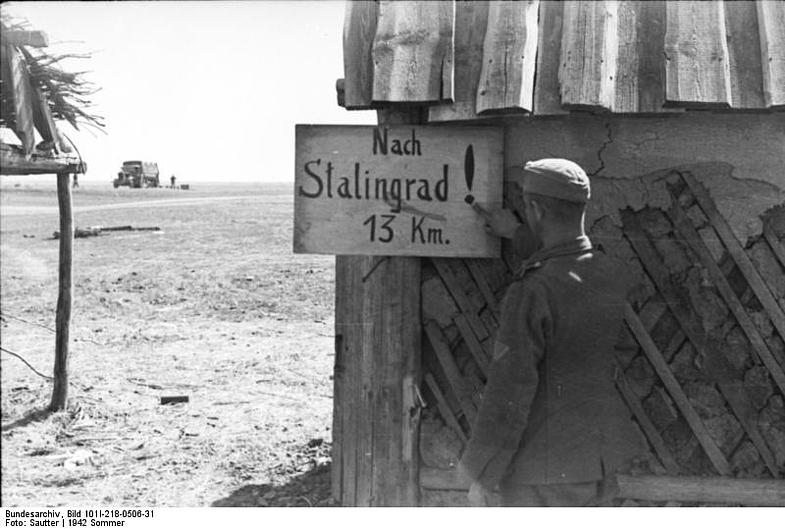 Nach
Stalingrad!
13 Km.
Bundesarchiv, Bild 101I-218-0506-31
Foto: Sautter | 1942 Sommer